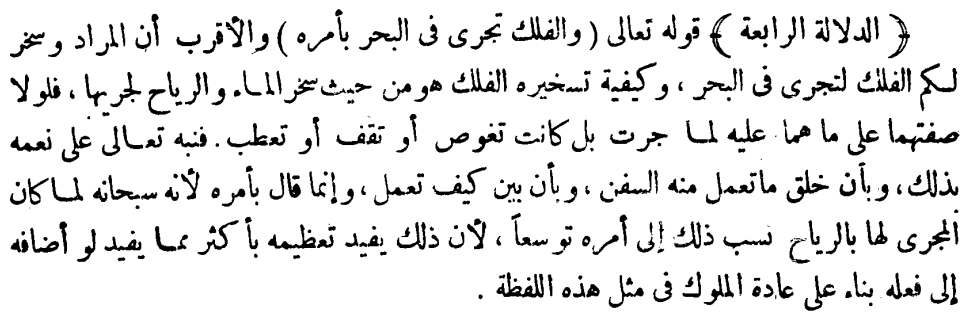 ﴿ الدلالة الرابعة ﴾ قوله تعالى ( والفلك تجرى فى البحر بأمره ) والأقرب أن المراد وسخر
لكم الفلك لتجرى فى البحر ، وكيفية تسخيره الفلك هو من حيث سخر الماء والرياح لجريها ، فلولا
صفتهما على ما هما عليه لما جرت بل كانت تغوص أو تقف أو تعطب . فنبه تعالى على نعمه
بذلك ، وبأن خلق ماتعمل منه السفن ، وبأن بين كيف تعمل ، وإنما قال بأمره لأنه سبحانه لما كان
المجرى لها بالرياح نسب ذلك إلى أمره توسعاً ، لأن ذلك يفيد تعظيمه بأكثر مما يفيد لو أضافه
إلى فعله بناء على عادة الملوك فى مثل هذه اللفظة .